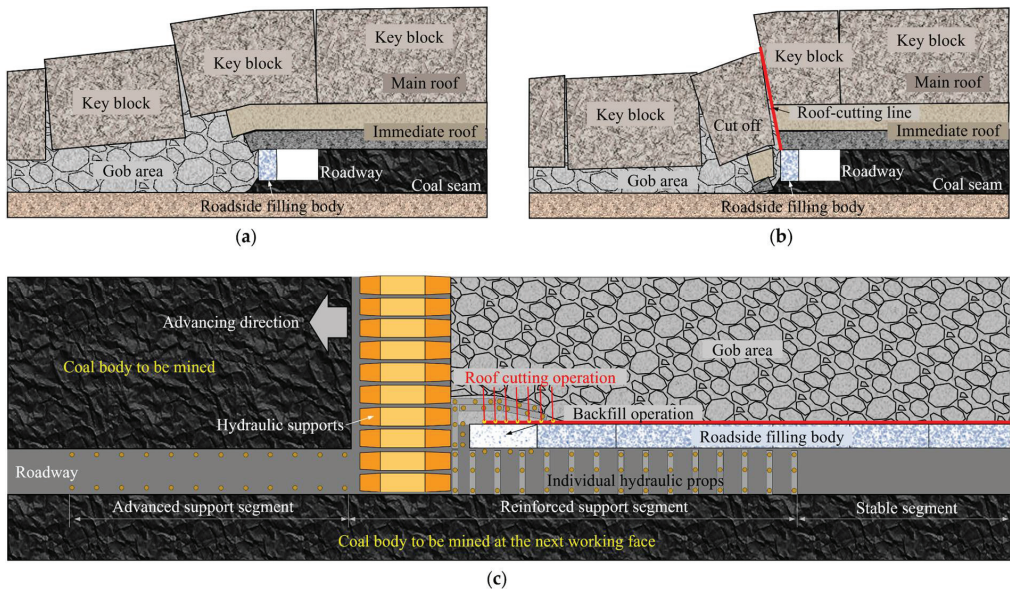 Key block
Key block
Key block
Main roof
Immediate roof
Gob area
Roadway
Coal seam
Roadside filling body
(a)
Key block
Key block
Main roof
Key block
Cut off
Roof-cutting line
Immediate roof
Gob area
Roadway
Coal seam
Roadside filling body
(b)
Advancing direction
Coal body to be mined
Gob area
Roof cutting operation
Backfill operation
Hydraulic supports
Roadside filling body
Roadway
Individual hydraulic props
Advanced support segment
Reinforced support segment
Stable segment
Coal body to be mined at the next working face
(c)